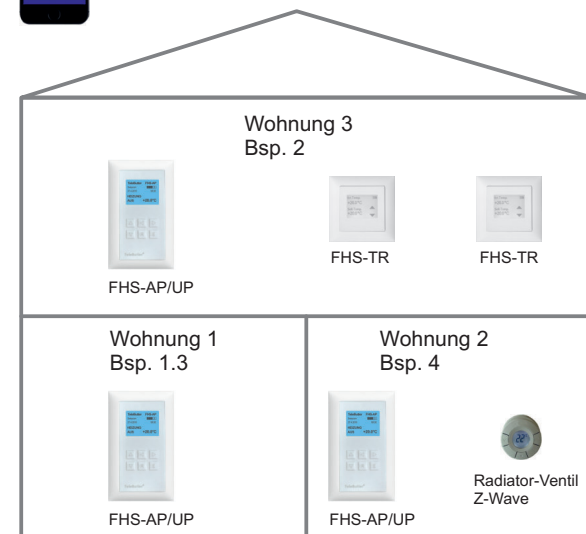 Wohnung 3
Bsp. 2
FHS-AP/UP
FHS-TR
FHS-TR
Wohnung 1
Bsp. 1.3
FHS-AP/UP
Wohnung 2
Bsp. 4
FHS-AP/UP
Radiator-Ventil
Z-Wave